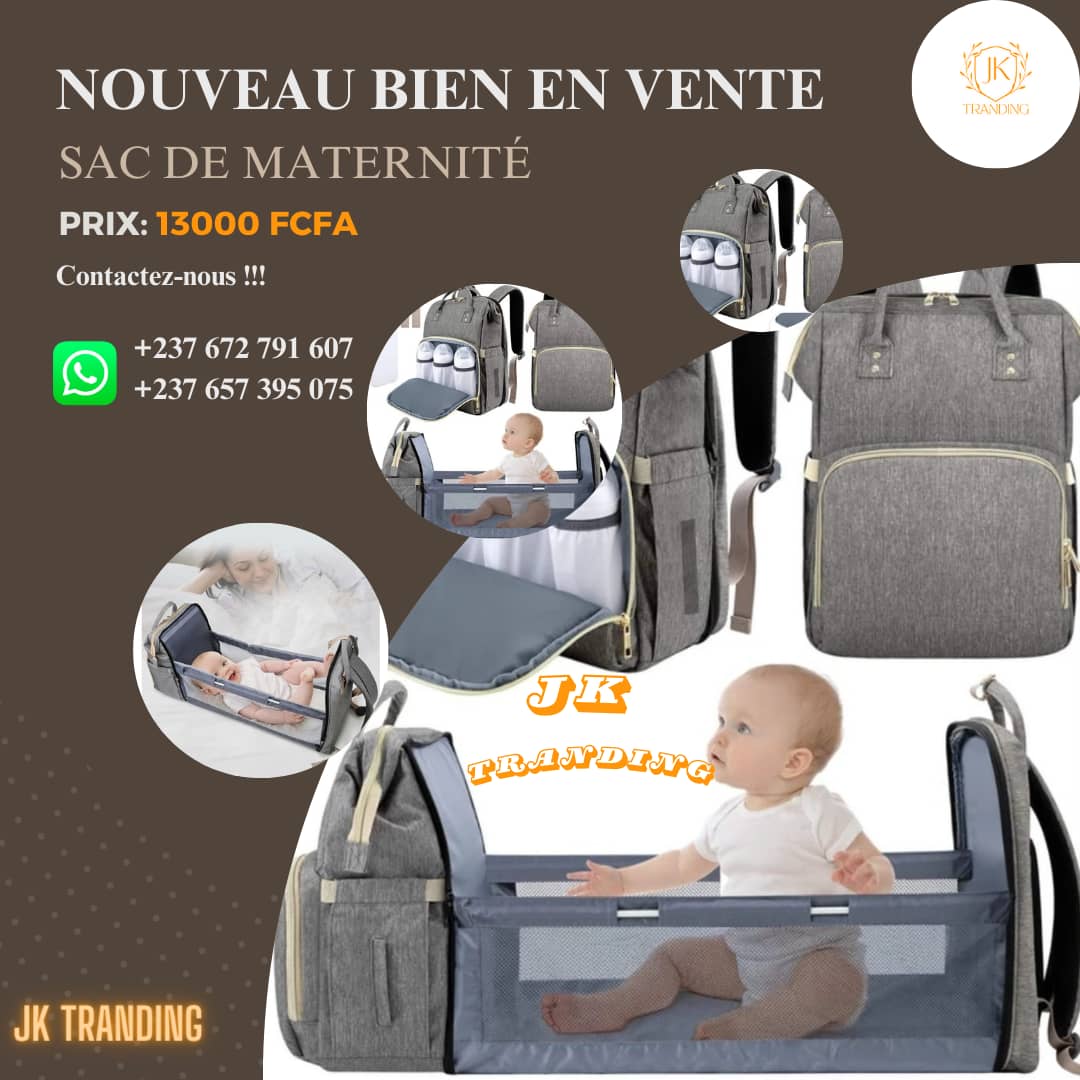 NOUVEAU BIEN EN VENTE
SAC DE MATERNITÉ
PRIX: 13000 FCFA
Contactez-nous !!!
+237 672 791 607
+237 657 395 075
JK
TRANDING
JK
TRANDING
JK TRANDING